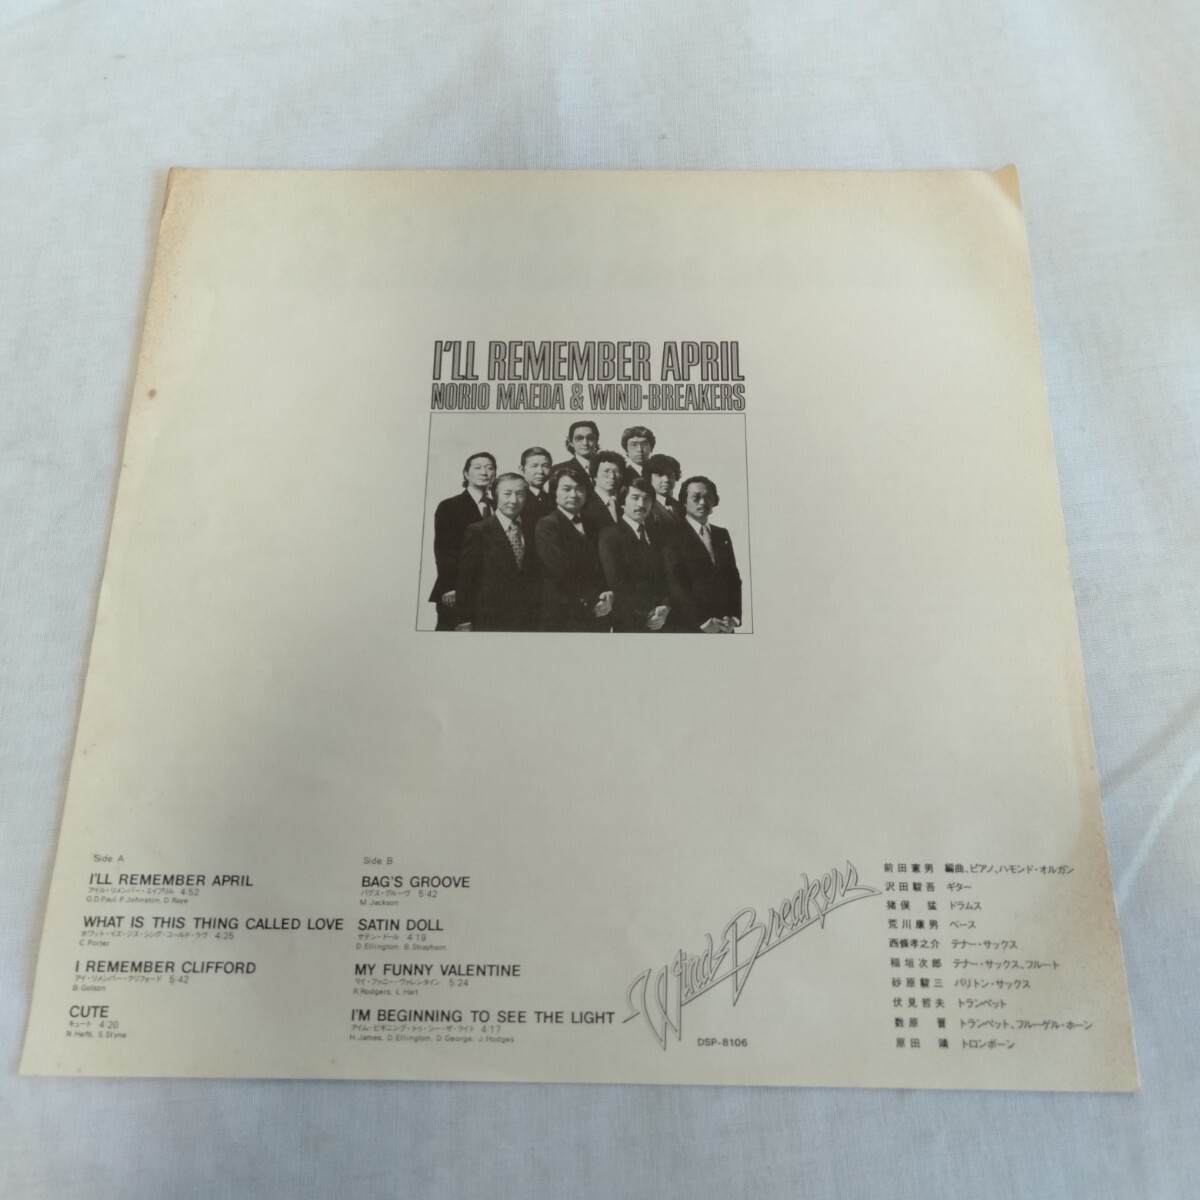 I'LL REMEMBER APRIL
NORIO MAEDA & WIND-BREAKERS
Side A
I'LL REMEMBER APRIL
アイル・リメンバー・エイプリル 4:52
G.D.Paul, P.Johnston, D.Raye
WHAT IS THIS THING CALLED LOVE
ホワット・イズ・ジス・シング・コールド・ラヴ 4:25
C.Porter
I REMEMBER CLIFFORD
アイ・リメンバー・クリフォード 5:42
B.Golson
CUTE
キュート 4:20
N.Hefti, S.Styne
Side B
BAG'S GROOVE
バグス・グルーヴ 5:42
M.Jackson
SATIN DOLL
サテン・ドール 4:19
D.Ellington, B.Strayhorn
MY FUNNY VALENTINE
マイ・ファニー・ヴァレンタイン 5:24
R.Rodgers, L.Hart
I'M BEGINNING TO SEE THE LIGHT
アイム・ビギニング・トゥ・シー・ザ・ライト 4:17
H.James, D.Ellington, D.George, J.Hodges
Wind-Breakers
DSP-8106
前田憲男 編曲、ピアノ、ハモンド・オルガン
沢田駿吾 ギター
猪俣 猛 ドラムス
荒川康男 ベース
西條孝之介 テナー・サックス
稲垣次郎 テナー・サックス、フルート
砂原駿三 バリトン・サックス
伏見哲夫 トランペット
数原 晋 トランペット、フルーゲル・ホーン
原田 靖 トロンボーン